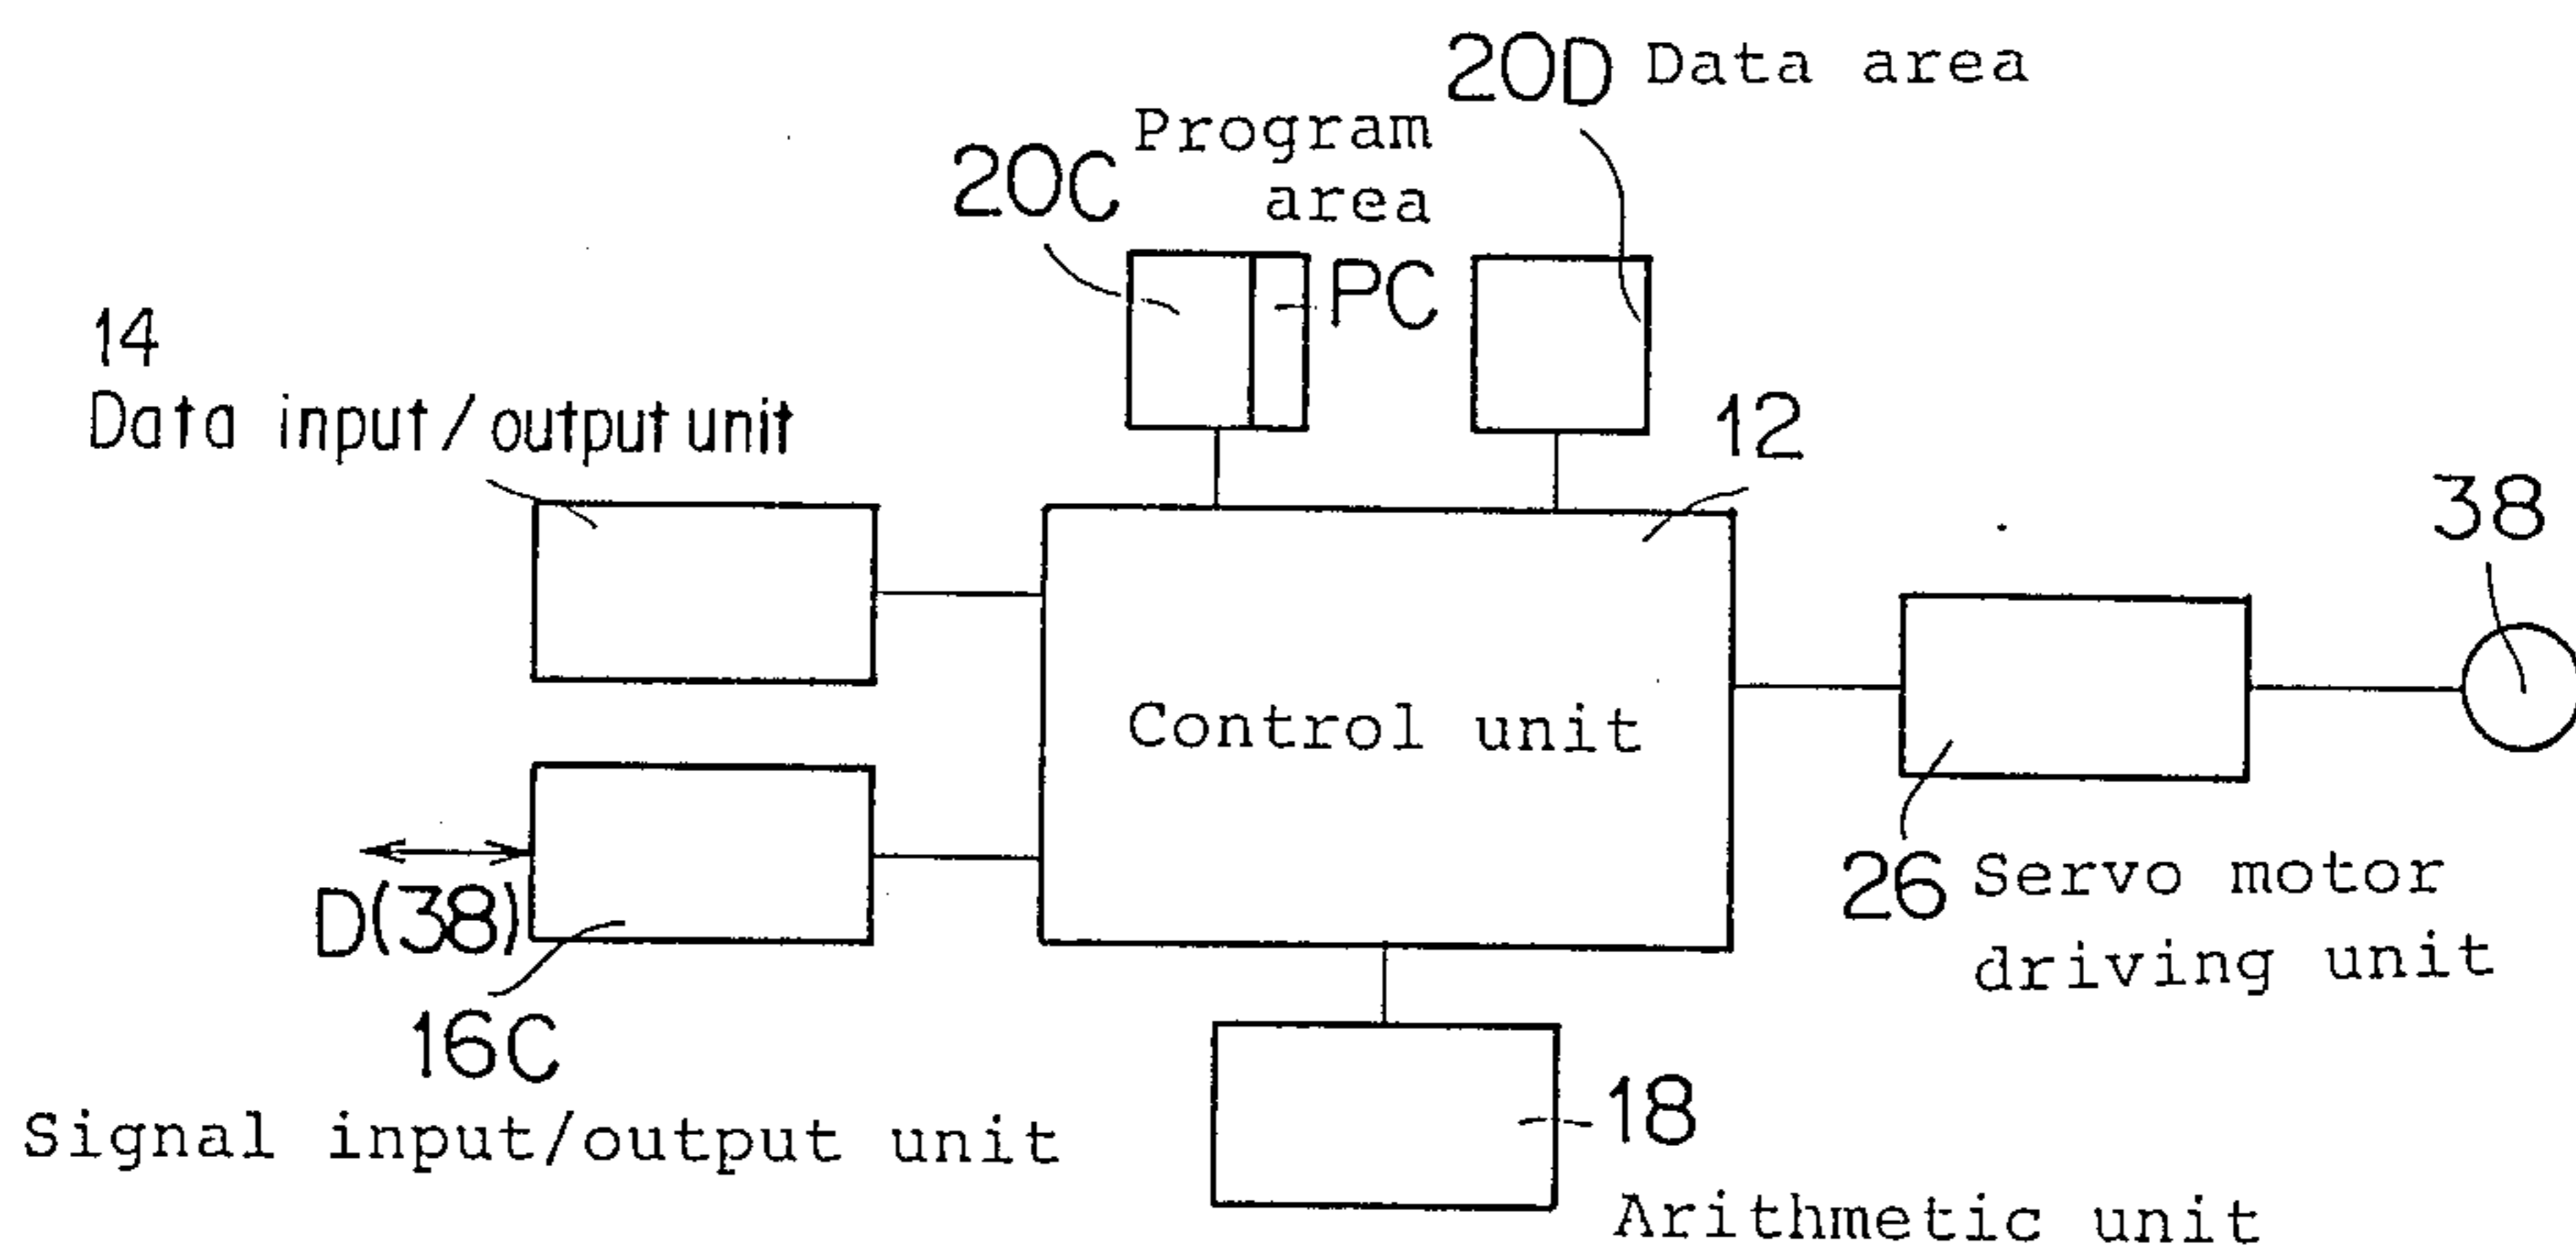 20D Data area
Program
20C area
PC
14
Data input/output unit
12
38
Control unit
D(38)
26 Servo motor
driving unit
16C
Signal input/output unit
18
Arithmetic unit